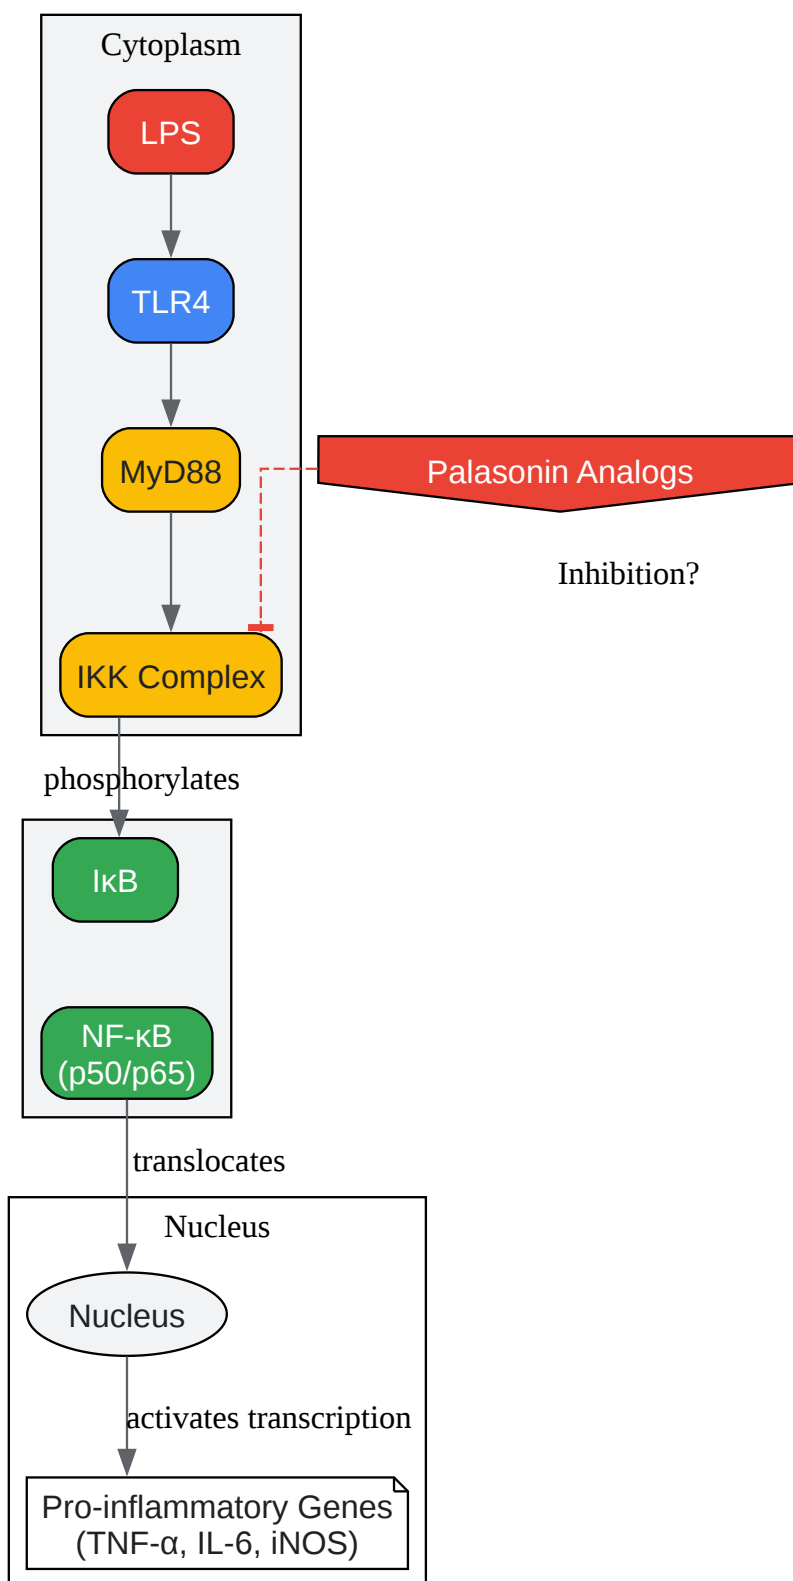 Cytoplasm
LPS
TLR4
MyD88
Palasonin Analogs
Inhibition?
IKK Complex
phosphorylates
IκB
NF-κB
(p50/p65)
translocates
Nucleus
Nucleus
activates transcription
Pro-inflammatory Genes
(TNF-α, IL-6, iNOS)